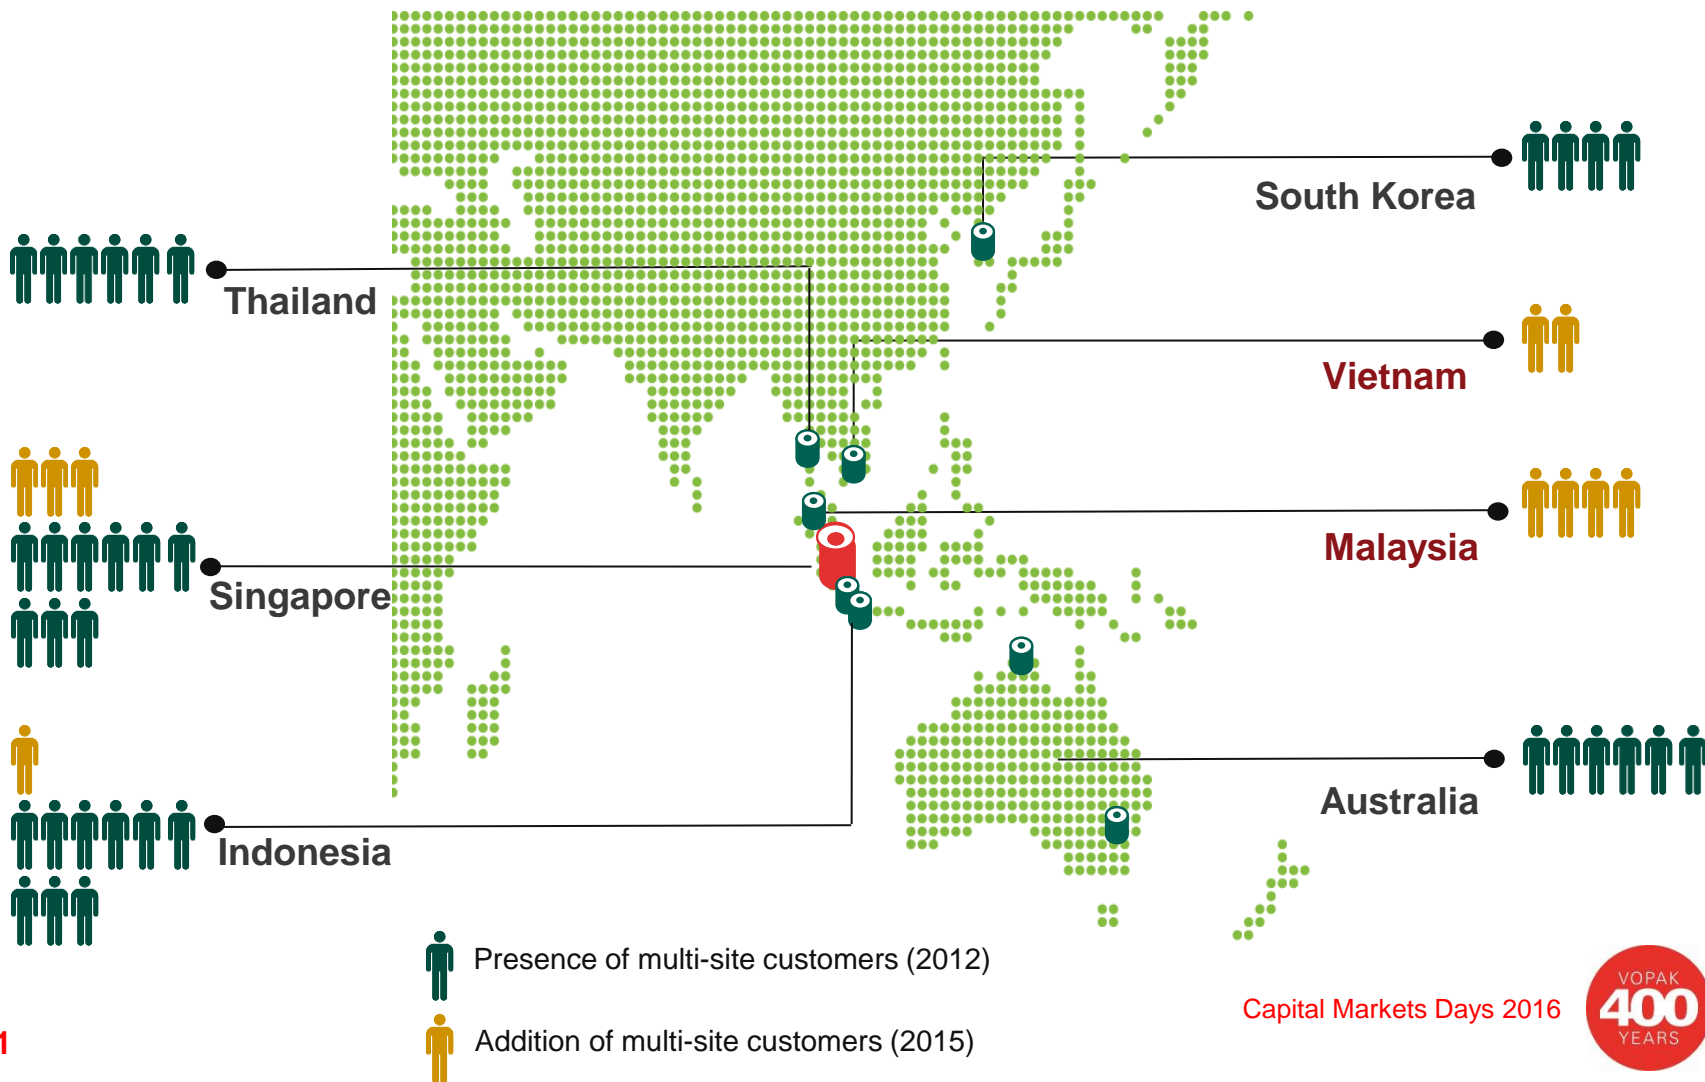 South Korea
Thailand
Vietnam
Malaysia
Singapore
Australia
Indonesia
Presence of multi-site customers (2012)
Addition of multi-site customers (2015)
Capital Markets Days 2016
VOPAK
400
YEARS
1